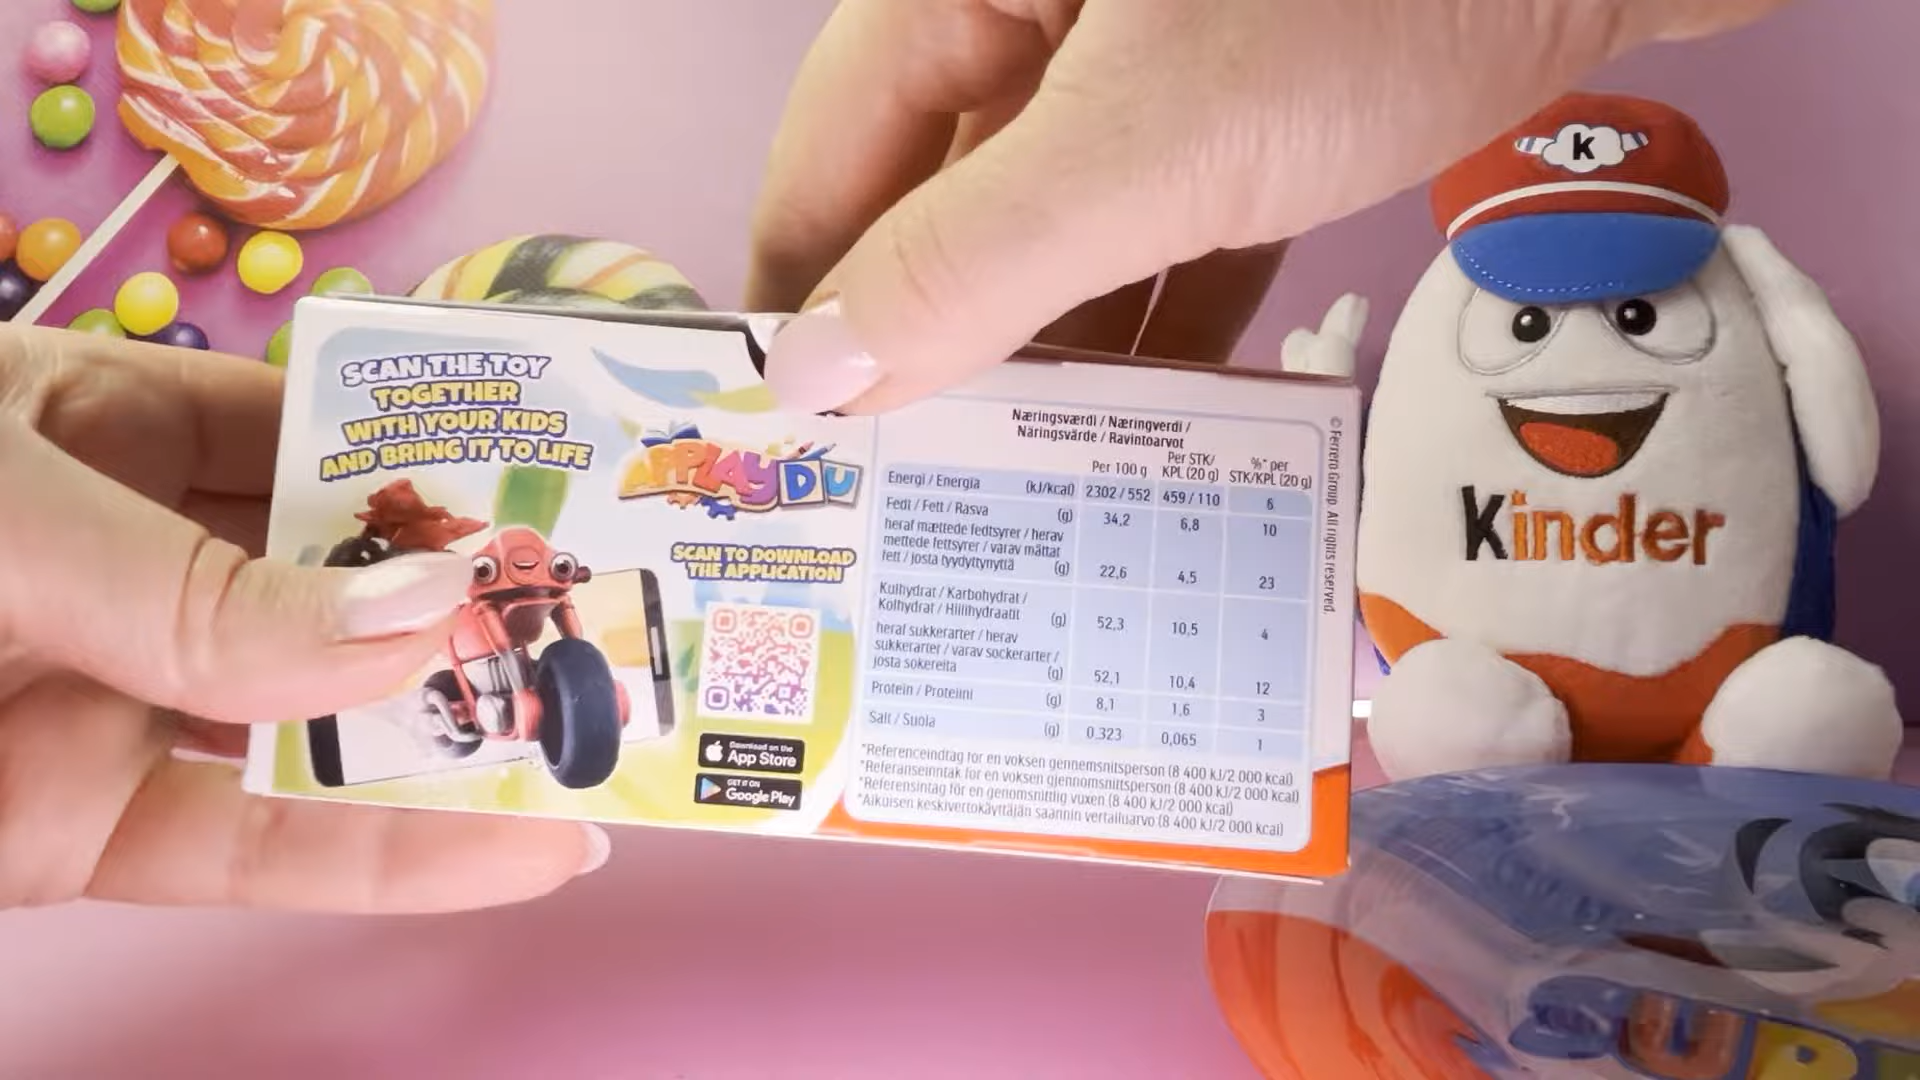 SCAN THE TOY
TOGETHER
WITH YOUR KIDS
AND BRING IT TO LIFE
APPLAYDU
SCAN TO DOWNLOAD
THE APPLICATION
Download on the
App Store
GET IT ON
Google Play
Næringsværdi / Næringverdi /
Näringsvärde / Ravintoarvot
Per 100 g Per STK/ KPL (20 g) %* per STK/KPL (20 g)
Energi / Energia (kJ/kcal) 2302 / 552 459 / 110 6
Fedt / Fett / Rasva (g) 34,2 6,8 10
heraf mættede fedtsyrer / herav
mettede fettsyrer / varav mättat
fett / josta tyydyttynyttä (g) 22,6 4,5 23
Kulhydrat / Karbohydrat /
Kolhydrat / Hiilihydraatit (g) 52,3 10,5 4
heraf sukkerarter / herav
sukkerarter / varav sockerarter /
josta sokereita (g) 52,1 10,4 12
Protein / Proteiini (g) 8,1 1,6 3
Salt / Suola (g) 0,323 0,065 1
*Referenceindtag for en voksen gennemsnitsperson (8 400 kJ/2 000 kcal)
*Referanseinntak for en voksen gjennomsnittsperson (8 400 kJ/2 000 kcal)
*Referensintag för en genomsnittlig vuxen (8 400 kJ/2 000 kcal)
*Aikuisen keskivertokäyttäjän saannin vertailuarvo (8 400 kJ/2 000 kcal)
© Ferrero Group. All rights reserved.
k
Kinder